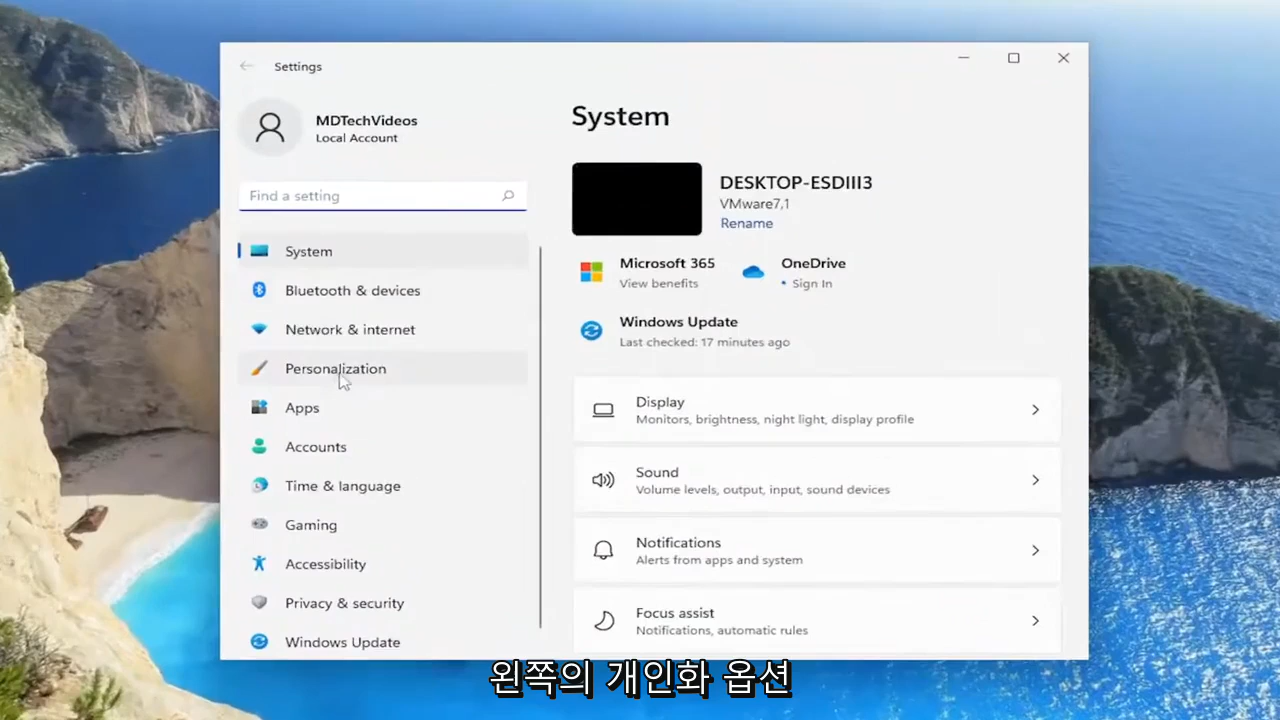 Settings
MDTechVideos
Local Account
Find a setting
System
Bluetooth & devices
Network & internet
Personalization
Apps
Accounts
Time & language
Gaming
Accessibility
Privacy & security
Windows Update
System
DESKTOP-ESDIII3
VMware7,1
Rename
Microsoft 365
View benefits
OneDrive
• Sign In
Windows Update
Last checked: 17 minutes ago
Display
Monitors, brightness, night light, display profile
Sound
Volume levels, output, input, sound devices
Notifications
Alerts from apps and system
Focus assist
Notifications, automatic rules
왼쪽의 개인화 옵션